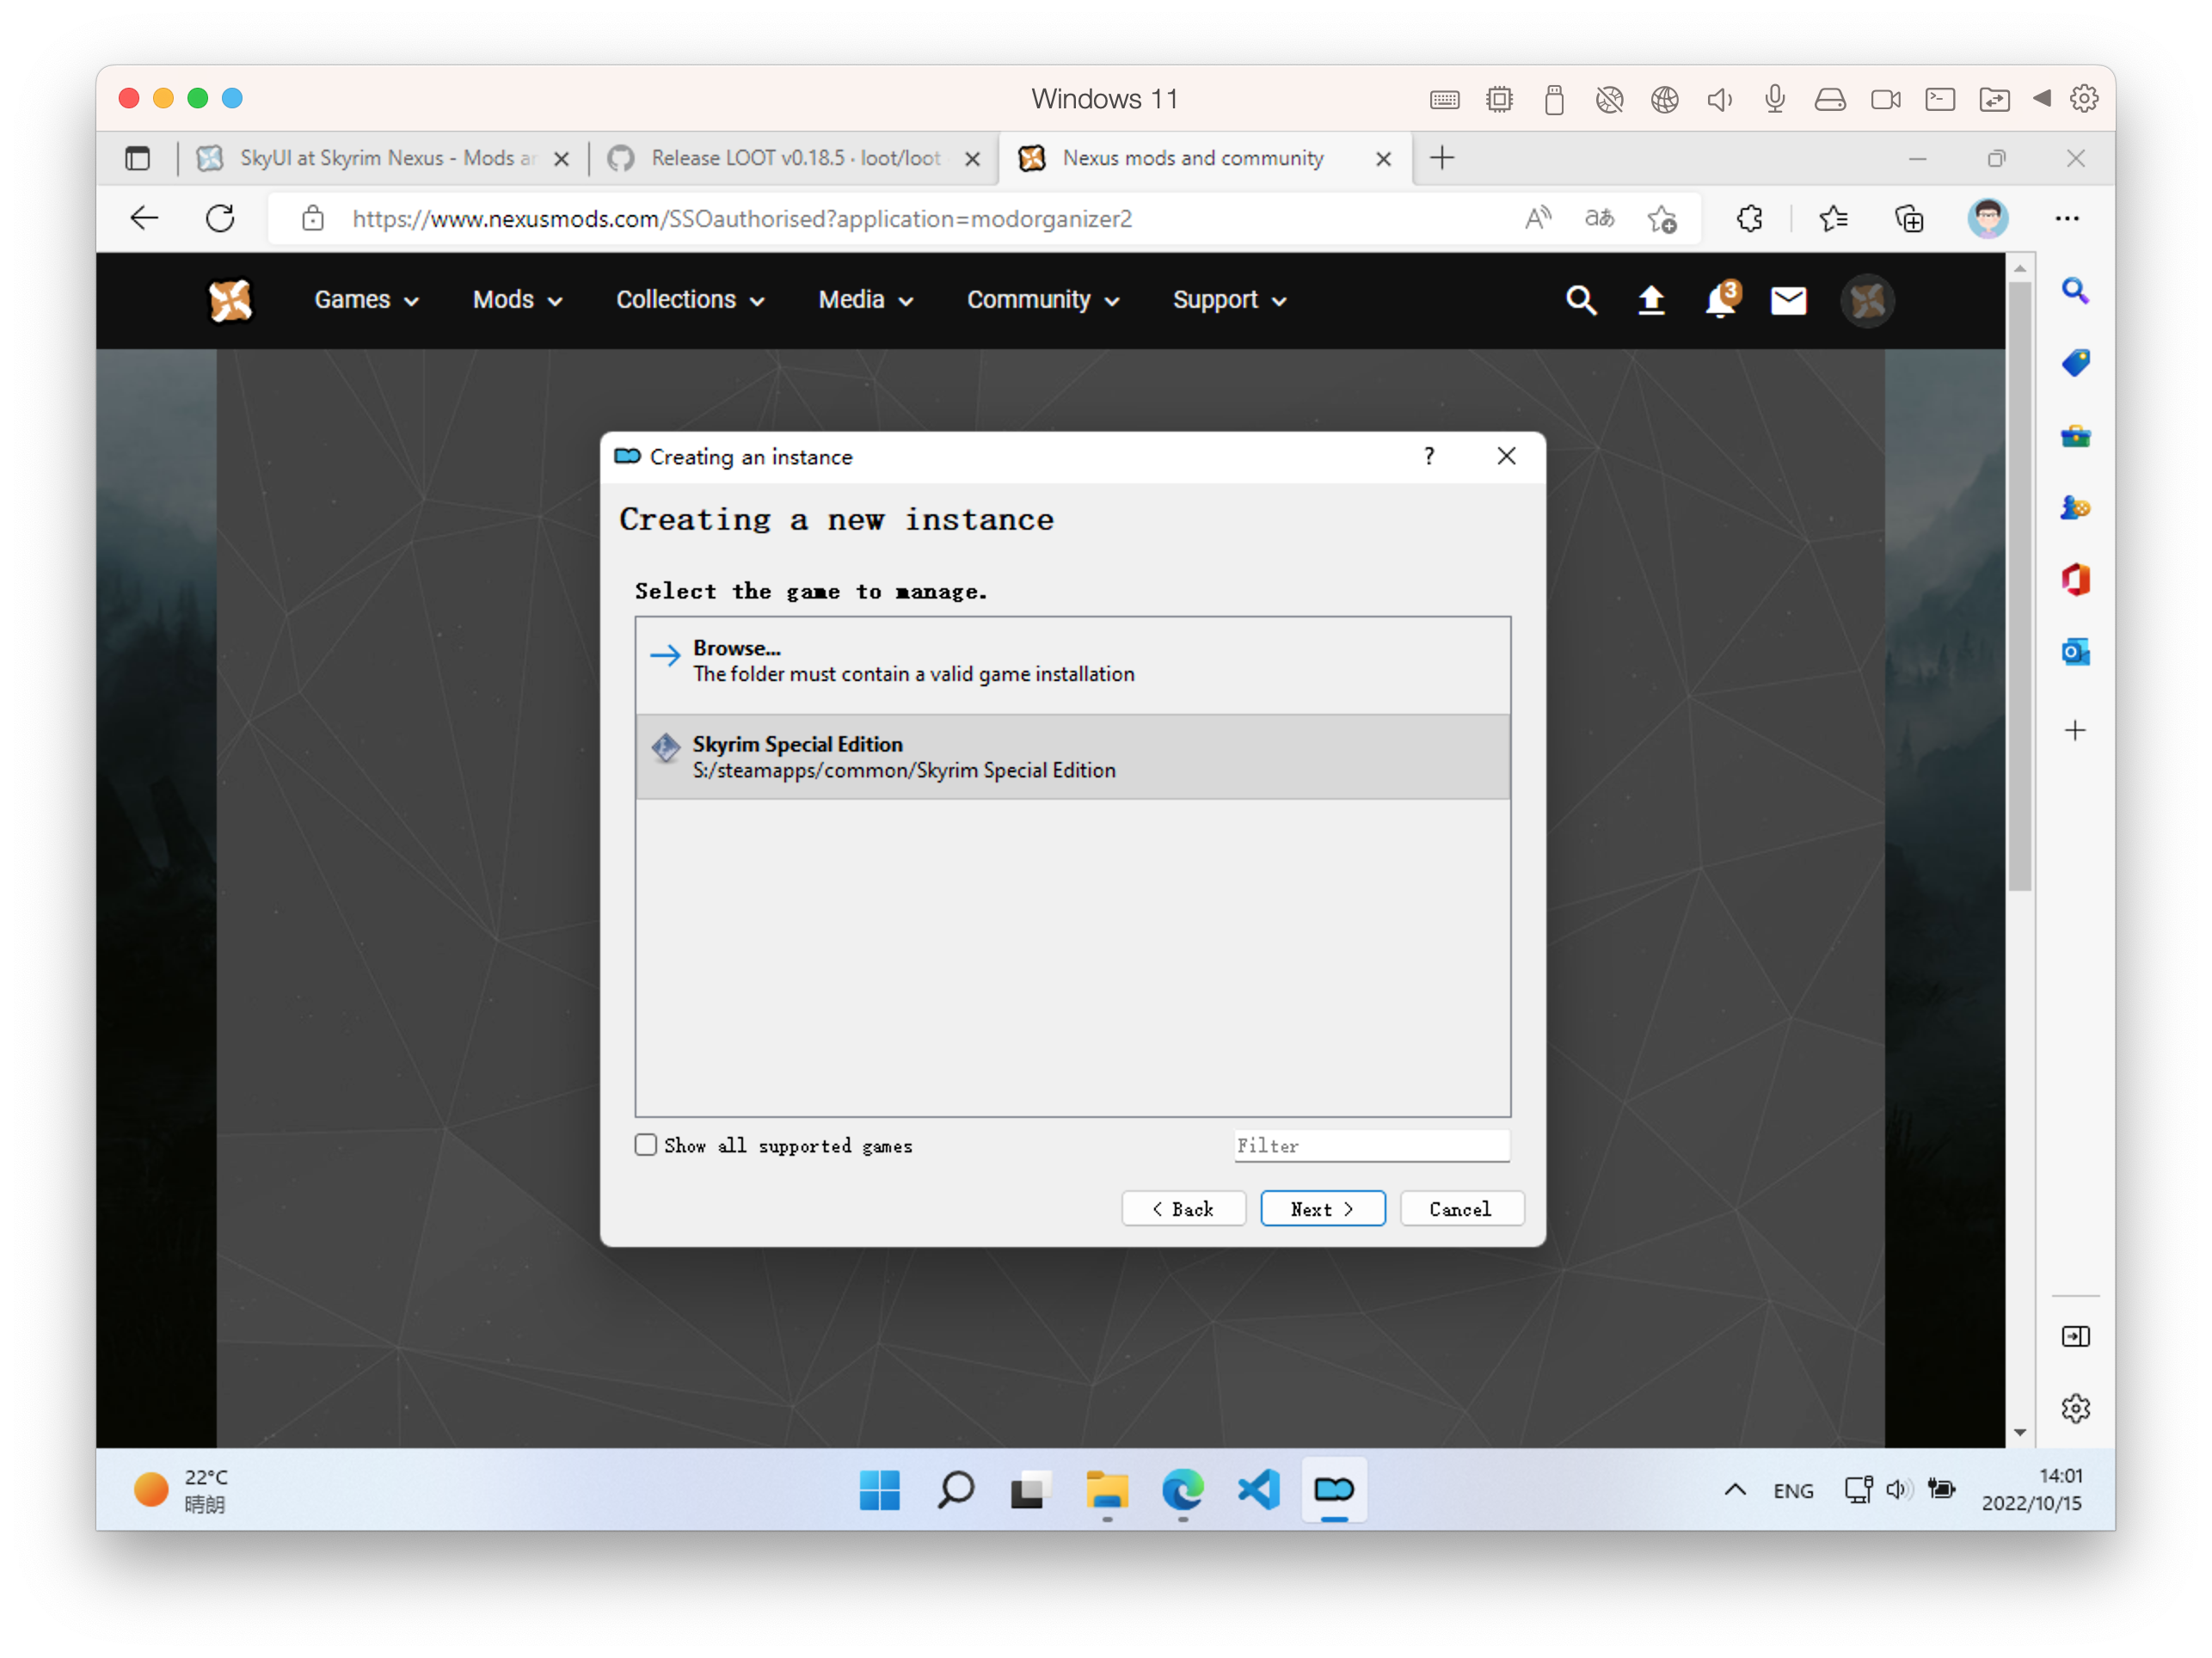 Windows 11
SkyUI at Skyrim Nexus - Mods ar
Release LOOT v0.18.5 · loot/loot
Nexus mods and community
https://www.nexusmods.com/SSOauthorised?application=modorganizer2
Games
Mods
Collections
Media
Community
Support
3
Creating an instance
?
Creating a new instance
Select the game to manage.
Browse...
The folder must contain a valid game installation
Skyrim Special Edition
S:/steamapps/common/Skyrim Special Edition
Show all supported games
Filter
< Back
Next >
Cancel
22°C
晴朗
ENG
14:01
2022/10/15